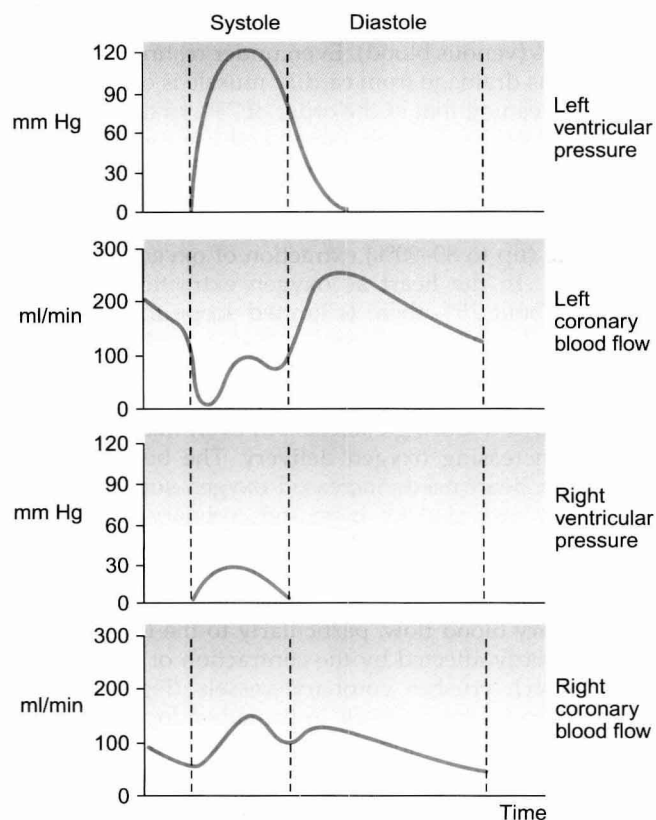 Systole Diastole
120
90
mm Hg
60
30
0
Left
ventricular
pressure
300
200
ml/min
100
0
Left
coronary
blood flow
120
90
mm Hg
60
30
0
Right
ventricular
pressure
300
200
ml/min
100
0
Right
coronary
blood flow
Time